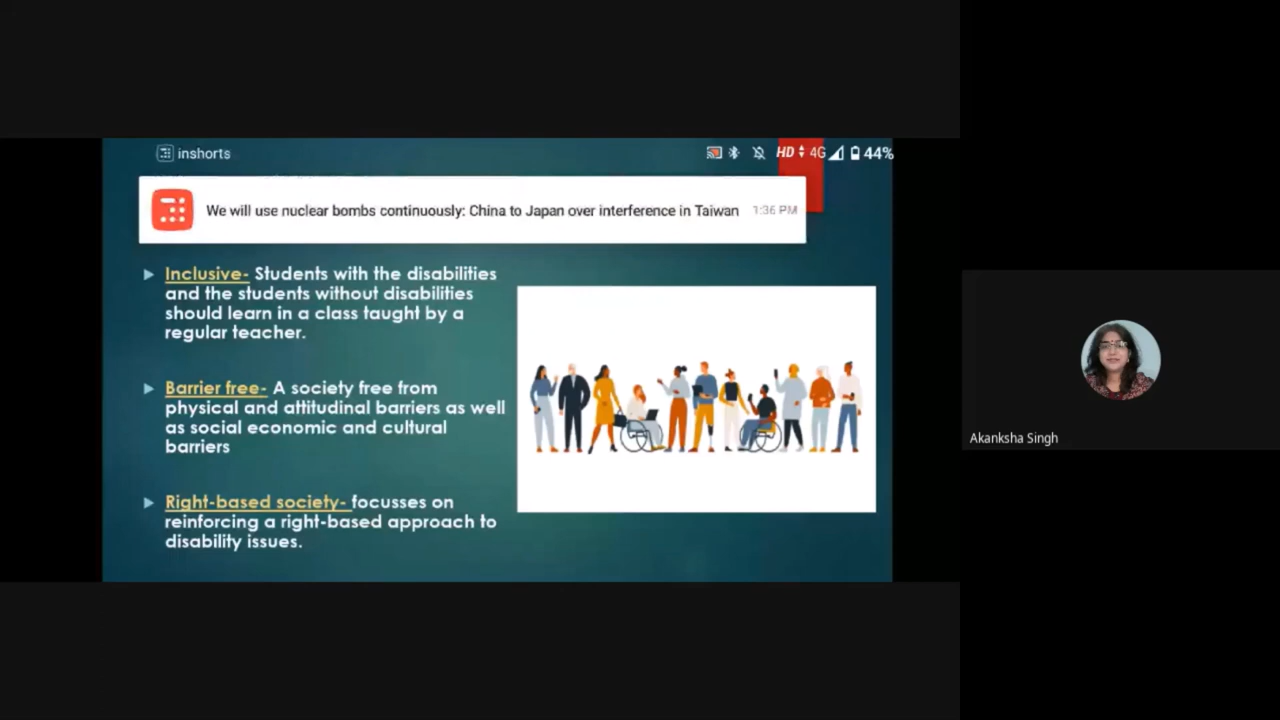 inshorts
HD 4G 44%
We will use nuclear bombs continuously: China to Japan over interference in Taiwan 1:36 PM
Inclusive- Students with the disabilities
and the students without disabilities
should learn in a class taught by a
regular teacher.
Barrier free- A society free from
physical and attitudinal barriers as well
as social economic and cultural
barriers
Right-based society- focusses on
reinforcing a right-based approach to
disability issues.
Akanksha Singh